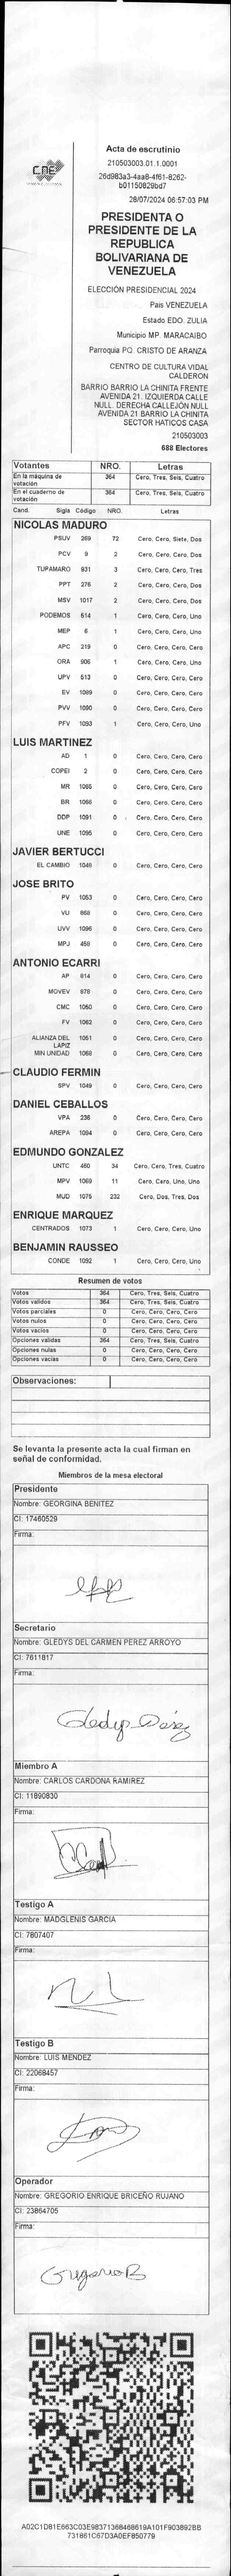 CNE
Acta de escrutinio
210503003.01.1.0001
26d983a3-4aa8-4f61-8262-
b01150829bd7
28/07/2024 06:57:03 PM
PRESIDENTA O
PRESIDENTE DE LA
REPUBLICA
BOLIVARIANA DE
VENEZUELA
ELECCIÓN PRESIDENCIAL 2024
Pais VENEZUELA
Estado EDO. ZULIA
Municipio MP. MARACAIBO
Parroquia PQ. CRISTO DE ARANZA
CENTRO DE CULTURA VIDAL
CALDERON
BARRIO BARRIO LA CHINITA FRENTE
AVENIDA 21. IZQUIERDA CALLE
NULL. DERECHA CALLEJÓN NULL
AVENIDA 21 BARRIO LA CHINITA
SECTOR HATICOS CASA
210503003
688 Electores
Votantes NRO. Letras
En la máquina de votación 364 Cero, Tres, Seis, Cuatro
En el cuaderno de votación 364 Cero, Tres, Seis, Cuatro
Cand. Sigla Código NRO. Letras
NICOLAS MADURO
PSUV 269 72 Cero, Cero, Siete, Dos
PCV 9 2 Cero, Cero, Cero, Dos
TUPAMARO 931 3 Cero, Cero, Cero, Tres
PPT 276 2 Cero, Cero, Cero, Dos
MSV 1017 2 Cero, Cero, Cero, Dos
PODEMOS 514 1 Cero, Cero, Cero, Uno
MEP 6 1 Cero, Cero, Cero, Uno
APC 219 0 Cero, Cero, Cero, Cero
ORA 906 1 Cero, Cero, Cero, Uno
UPV 513 0 Cero, Cero, Cero, Cero
EV 1089 0 Cero, Cero, Cero, Cero
PVV 1090 0 Cero, Cero, Cero, Cero
PFV 1093 1 Cero, Cero, Cero, Uno
LUIS MARTINEZ
AD 1 0 Cero, Cero, Cero, Cero
COPEI 2 0 Cero, Cero, Cero, Cero
MR 1065 0 Cero, Cero, Cero, Cero
BR 1066 0 Cero, Cero, Cero, Cero
DDP 1091 0 Cero, Cero, Cero, Cero
UNE 1095 0 Cero, Cero, Cero, Cero
JAVIER BERTUCCI
EL CAMBIO 1048 0 Cero, Cero, Cero, Cero
JOSE BRITO
PV 1053 0 Cero, Cero, Cero, Cero
VU 868 0 Cero, Cero, Cero, Cero
UVV 1096 0 Cero, Cero, Cero, Cero
MPJ 459 0 Cero, Cero, Cero, Cero
ANTONIO ECARRI
AP 814 0 Cero, Cero, Cero, Cero
MOVEV 878 0 Cero, Cero, Cero, Cero
CMC 1050 0 Cero, Cero, Cero, Cero
FV 1062 0 Cero, Cero, Cero, Cero
ALIANZA DEL LAPIZ 1051 0 Cero, Cero, Cero, Cero
MIN UNIDAD 1068 0 Cero, Cero, Cero, Cero
CLAUDIO FERMIN
SPV 1049 0 Cero, Cero, Cero, Cero
DANIEL CEBALLOS
VPA 236 0 Cero, Cero, Cero, Cero
AREPA 1094 0 Cero, Cero, Cero, Cero
EDMUNDO GONZALEZ
UNTC 460 34 Cero, Cero, Tres, Cuatro
MPV 1069 11 Cero, Cero, Uno, Uno
MUD 1075 232 Cero, Dos, Tres, Dos
ENRIQUE MARQUEZ
CENTRADOS 1073 1 Cero, Cero, Cero, Uno
BENJAMIN RAUSSEO
CONDE 1092 1 Cero, Cero, Cero, Uno
Resumen de votos
Votos 364 Cero, Tres, Seis, Cuatro
Votos validos 364 Cero, Tres, Seis, Cuatro
Votos parciales 0 Cero, Cero, Cero, Cero
Votos nulos 0 Cero, Cero, Cero, Cero
Votos vacios 0 Cero, Cero, Cero, Cero
Opciones validas 364 Cero, Tres, Seis, Cuatro
Opciones nulas 0 Cero, Cero, Cero, Cero
Opciones vacias 0 Cero, Cero, Cero, Cero
Observaciones:
Se levanta la presente acta la cual firman en
señal de conformidad.
Miembros de la mesa electoral
Presidente
Nombre: GEORGINA BENITEZ
CI: 17460529
Firma:
Secretario
Nombre: GLEDYS DEL CARMEN PEREZ ARROYO
CI: 7611817
Firma:
Gledys Perez
Miembro A
Nombre: CARLOS CARDONA RAMIREZ
CI: 11890830
Firma:
Testigo A
Nombre: MADGLENIS GARCIA
CI: 7807407
Firma:
Testigo B
Nombre: LUIS MENDEZ
CI: 22068457
Firma:
Operador
Nombre: GREGORIO ENRIQUE BRICEÑO RUJANO
CI: 23864705
Firma:
Gregorio B
A02C1DB1E663C03E98371368468619A101F903892BB
731861C67D3A0EF850779